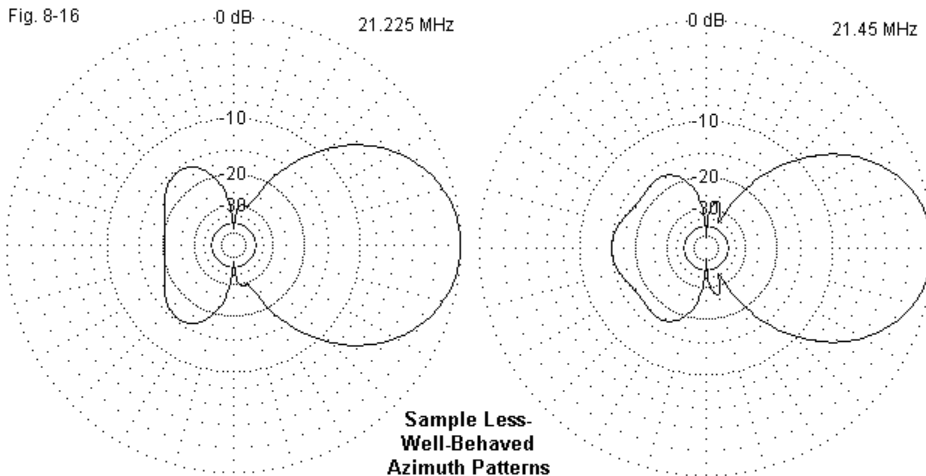 Fig. 8-16
0 dB
21.225 MHz
-10
-20
-30
0 dB
21.45 MHz
-10
-20
-30
Sample Less-
Well-Behaved
Azimuth Patterns